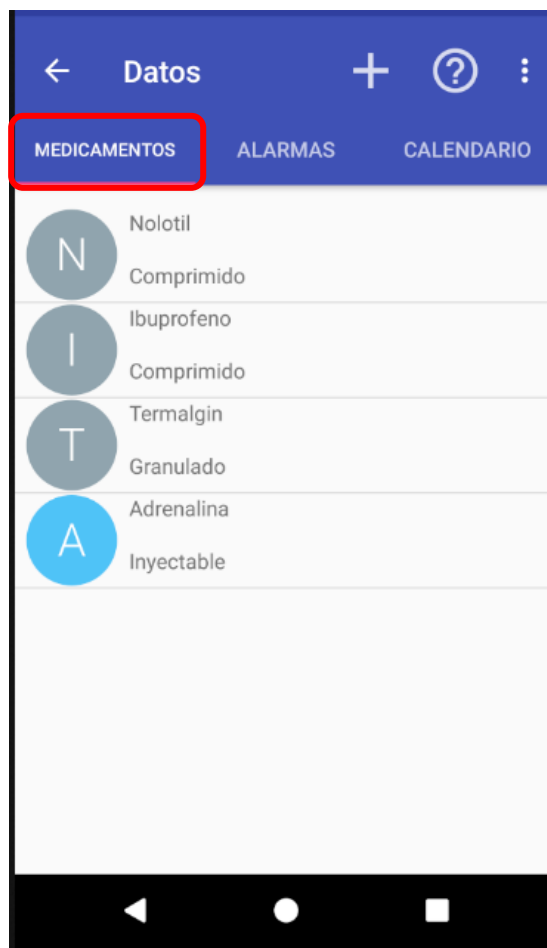 Datos
MEDICAMENTOS ALARMAS CALENDARIO
N
Nolotil
Comprimido
I
Ibuprofeno
Comprimido
T
Termalgin
Granulado
A
Adrenalina
Inyectable